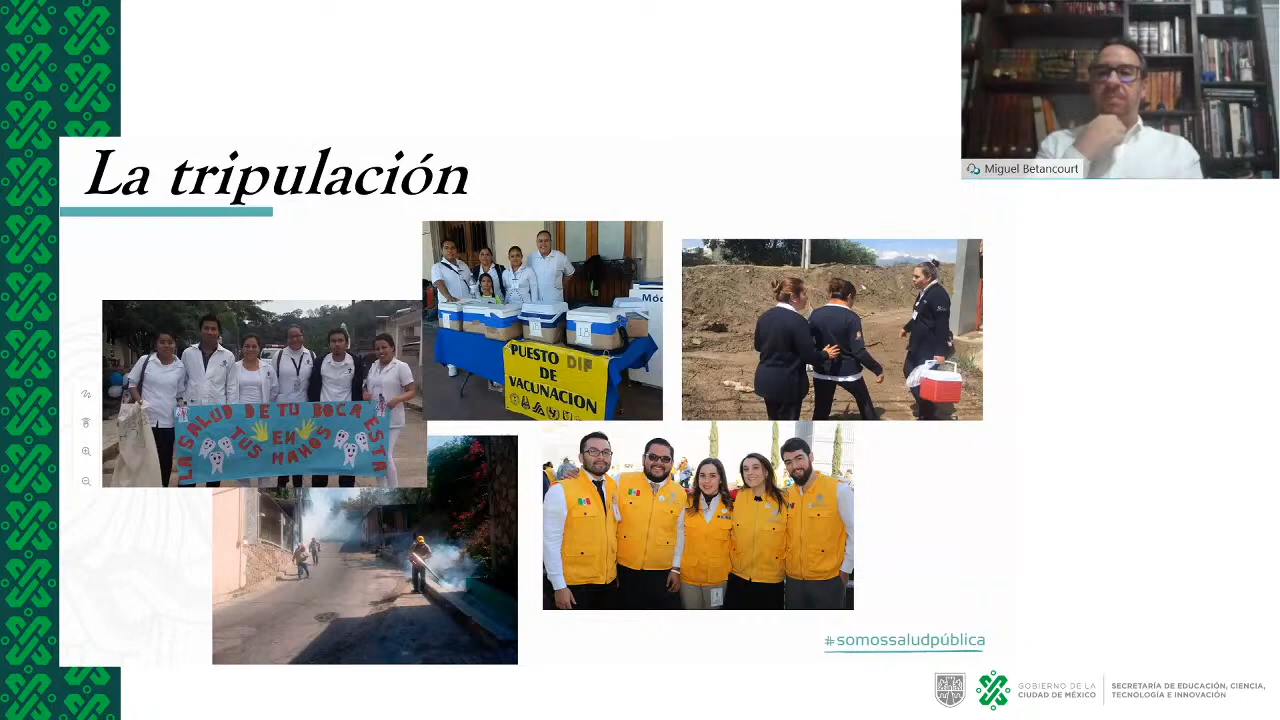 Miguel Betancourt
La tripulación
PUESTO DIF
DE
VACUNACION
LA SALUD DE TU BOCA ESTA
EN
TUS MANOS
#somossaludpública
GOBIERNO DE LA
CIUDAD DE MÉXICO
SECRETARÍA DE EDUCACIÓN, CIENCIA,
TECNOLOGÍA E INNOVACIÓN